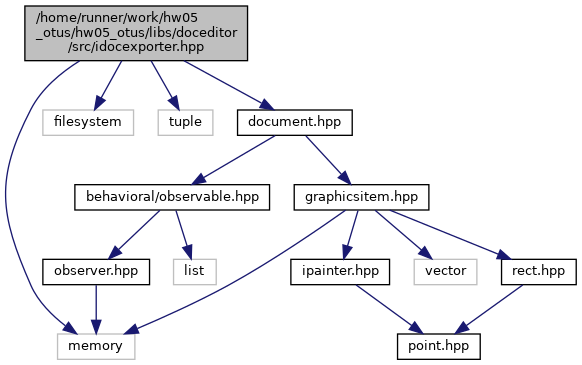 /home/runner/work/hw05
_otus/hw05_otus/libs/doceditor
/src/idocexporter.hpp
filesystem
tuple
document.hpp
behavioral/observable.hpp
graphicsitem.hpp
observer.hpp
list
ipainter.hpp
vector
rect.hpp
memory
point.hpp